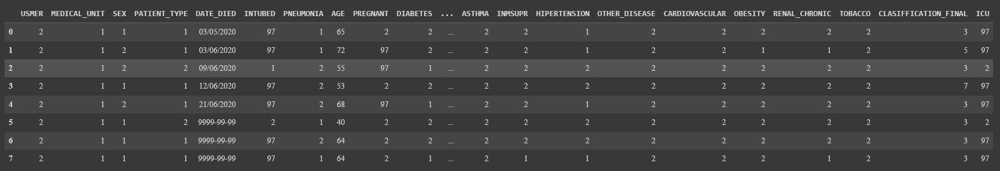 USMER MEDICAL_UNIT SEX PATIENT_TYPE DATE_DIED INTUBED PNEUMONIA AGE PREGNANT DIABETES ... ASTHMA INMSUPR HIPERTENSION OTHER_DISEASE CARDIOVASCULAR OBESITY RENAL_CHRONIC TOBACCO CLASIFFICATION_FINAL ICU
0 2 1 1 1 03/05/2020 97 1 65 2 2 ... 2 2 1 2 2 2 2 2 3 97
1 2 1 2 1 03/06/2020 97 1 72 97 2 ... 2 2 1 2 2 1 1 2 5 97
2 2 1 2 2 09/06/2020 1 2 55 97 1 ... 2 2 2 2 2 2 2 2 3 2
3 2 1 1 1 12/06/2020 97 2 53 2 2 ... 2 2 2 2 2 2 2 2 7 97
4 2 1 2 1 21/06/2020 97 2 68 97 1 ... 2 2 1 2 2 2 2 2 3 97
5 2 1 1 2 9999-99-99 2 1 40 2 2 ... 2 2 2 2 2 2 2 2 3 2
6 2 1 1 1 9999-99-99 97 2 64 2 2 ... 2 2 2 2 2 2 2 2 3 97
7 2 1 1 1 9999-99-99 97 1 64 2 1 ... 2 1 1 2 2 2 1 2 3 97